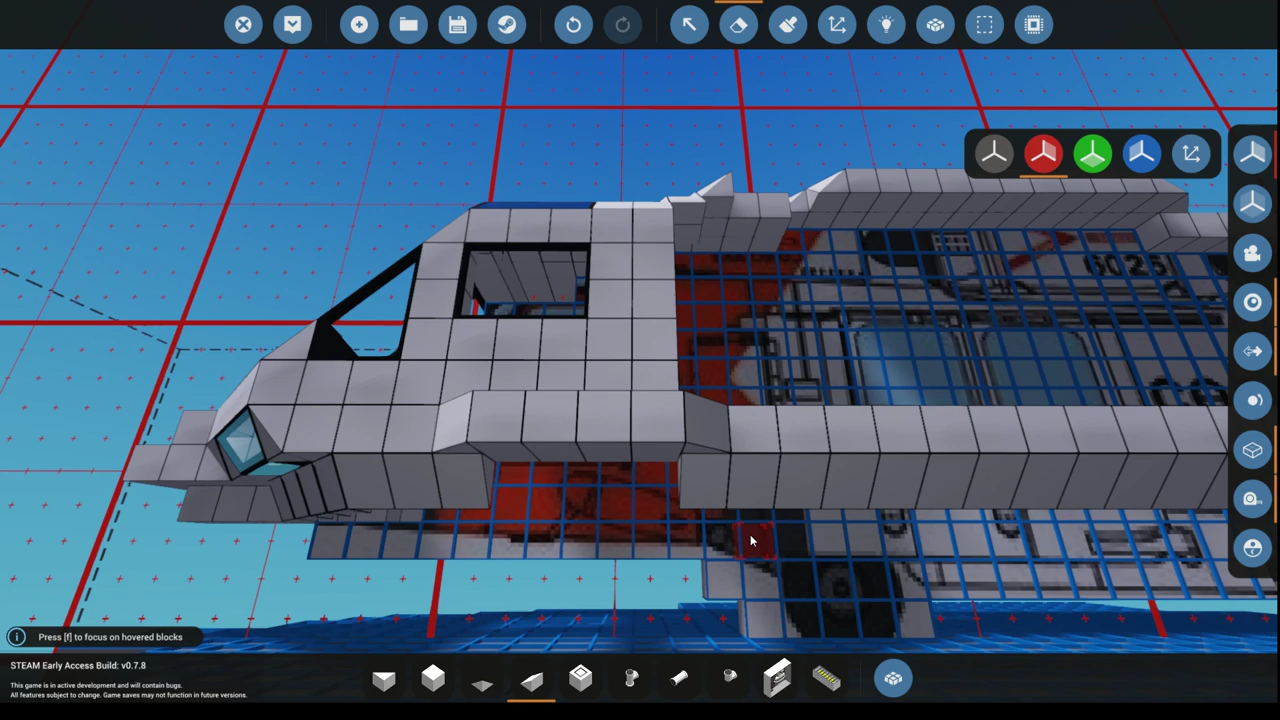 8025
Press [f] to focus on hovered blocks
STEAM Early Access Build: v0.7.8
This game is in active development and will contain bugs.
All features subject to change. Game saves may not function in future versions.